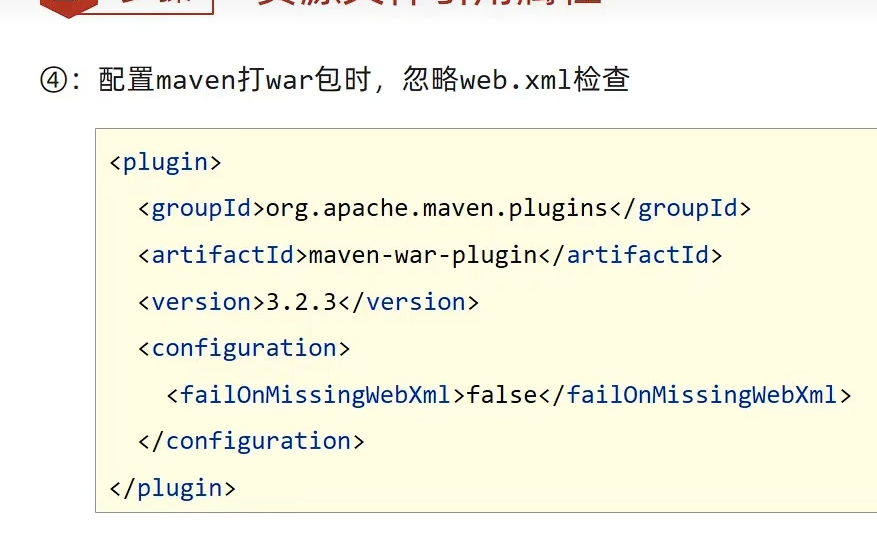 ④：配置maven打war包时，忽略web.xml检查
<plugin>
  <groupId>org.apache.maven.plugins</groupId>
  <artifactId>maven-war-plugin</artifactId>
  <version>3.2.3</version>
  <configuration>
    <failOnMissingWebXml>false</failOnMissingWebXml>
  </configuration>
</plugin>